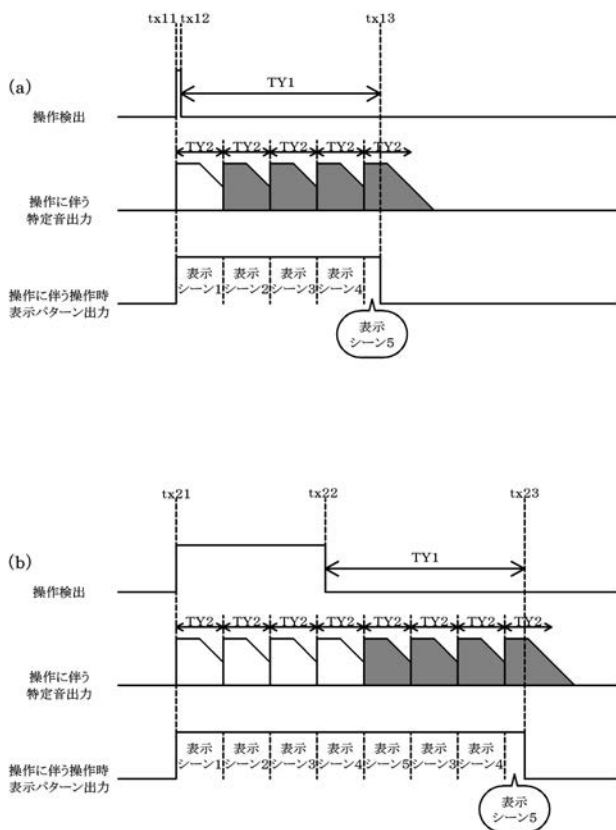 tx11 tx12 tx13
(a)
TY1
操作検出
TY2 TY2 TY2 TY2 TY2
操作に伴う
特定音出力
表示 表示 表示 表示
シーン1 シーン2 シーン3 シーン4
操作に伴う操作時
表示パターン出力
表示
シーン5
tx21 tx22 tx23
(b)
TY1
操作検出
TY2 TY2 TY2 TY2 TY2 TY2 TY2 TY2
操作に伴う
特定音出力
表示 表示 表示 表示 表示 表示 表示
シーン1 シーン2 シーン3 シーン4 シーン5 シーン3 シーン4
操作に伴う操作時
表示パターン出力
表示
シーン5